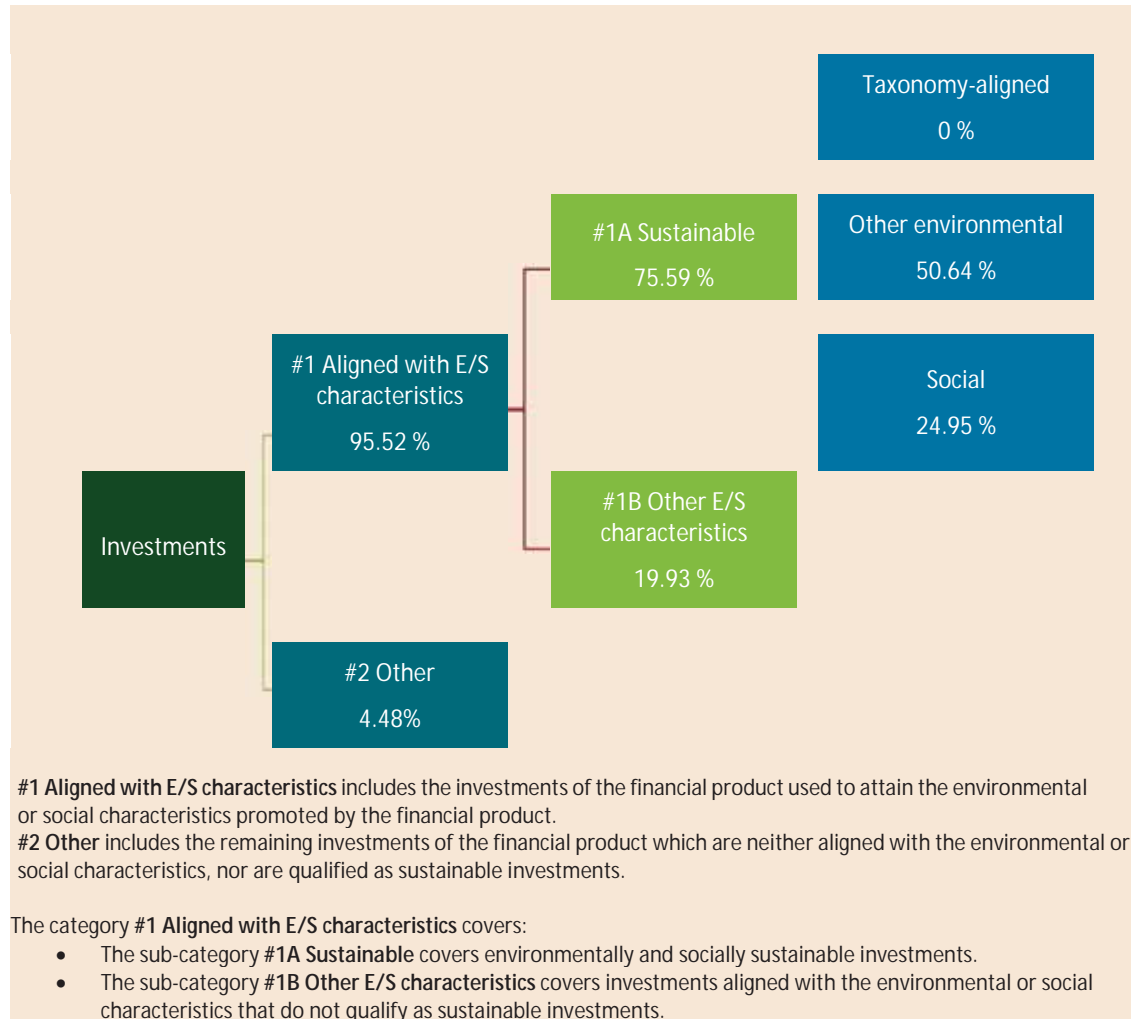 Taxonomy-aligned
0 %
#1A Sustainable
75.59 %
Other environmental
50.64 %
#1 Aligned with E/S
characteristics
95.52 %
Social
24.95 %
Investments
#1B Other E/S
characteristics
19.93 %
#2 Other
4.48%
#1 Aligned with E/S characteristics includes the investments of the financial product used to attain the environmental
or social characteristics promoted by the financial product.
#2 Other includes the remaining investments of the financial product which are neither aligned with the environmental or
social characteristics, nor are qualified as sustainable investments.
The category #1 Aligned with E/S characteristics covers:
• The sub-category #1A Sustainable covers environmentally and socially sustainable investments.
• The sub-category #1B Other E/S characteristics covers investments aligned with the environmental or social
characteristics that do not qualify as sustainable investments.